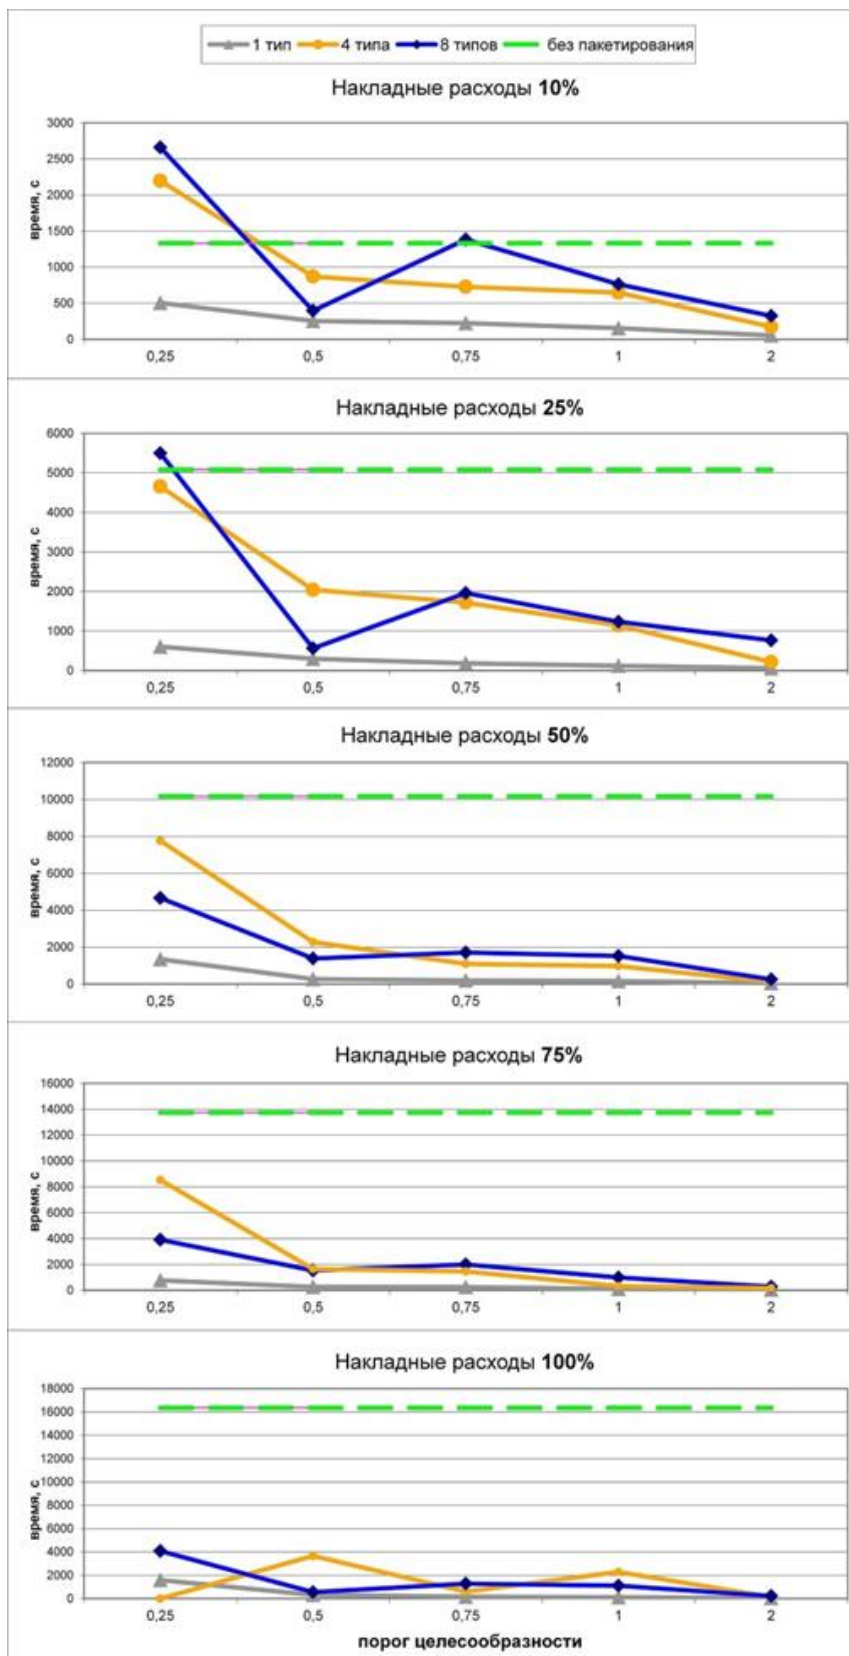 1 тип 4 типа 8 типов без пакетирования
Накладные расходы 10%
время, с
3000
2500
2000
1500
1000
500
0
0,25 0,5 0,75 1 2
Накладные расходы 25%
время, с
6000
5000
4000
3000
2000
1000
0
0,25 0,5 0,75 1 2
Накладные расходы 50%
время, с
12000
10000
8000
6000
4000
2000
0
0,25 0,5 0,75 1 2
Накладные расходы 75%
время, с
16000
14000
12000
10000
8000
6000
4000
2000
0
0,25 0,5 0,75 1 2
Накладные расходы 100%
время, с
18000
16000
14000
12000
10000
8000
6000
4000
2000
0
0,25 0,5 0,75 1 2
порог целесообразности